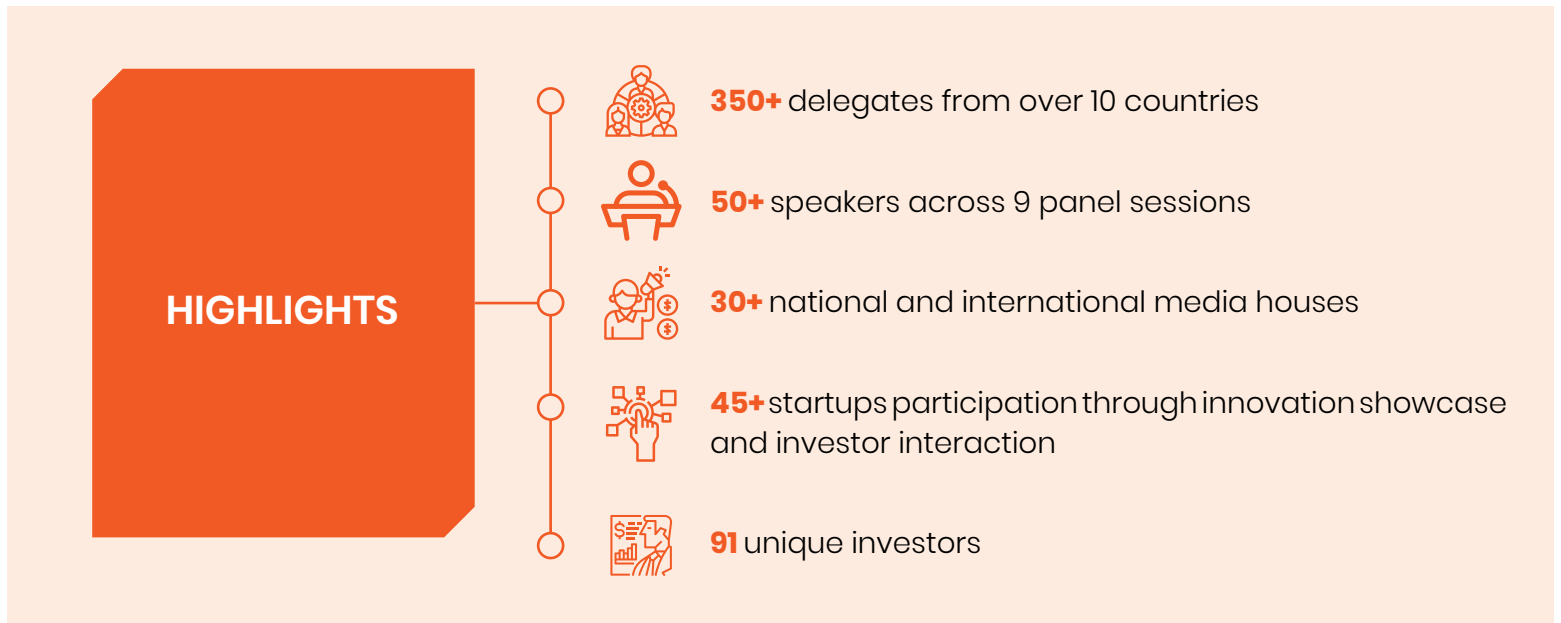 HIGHLIGHTS
350+ delegates from over 10 countries
50+ speakers across 9 panel sessions
30+ national and international media houses
45+ startups participation through innovation showcase
and investor interaction
91 unique investors